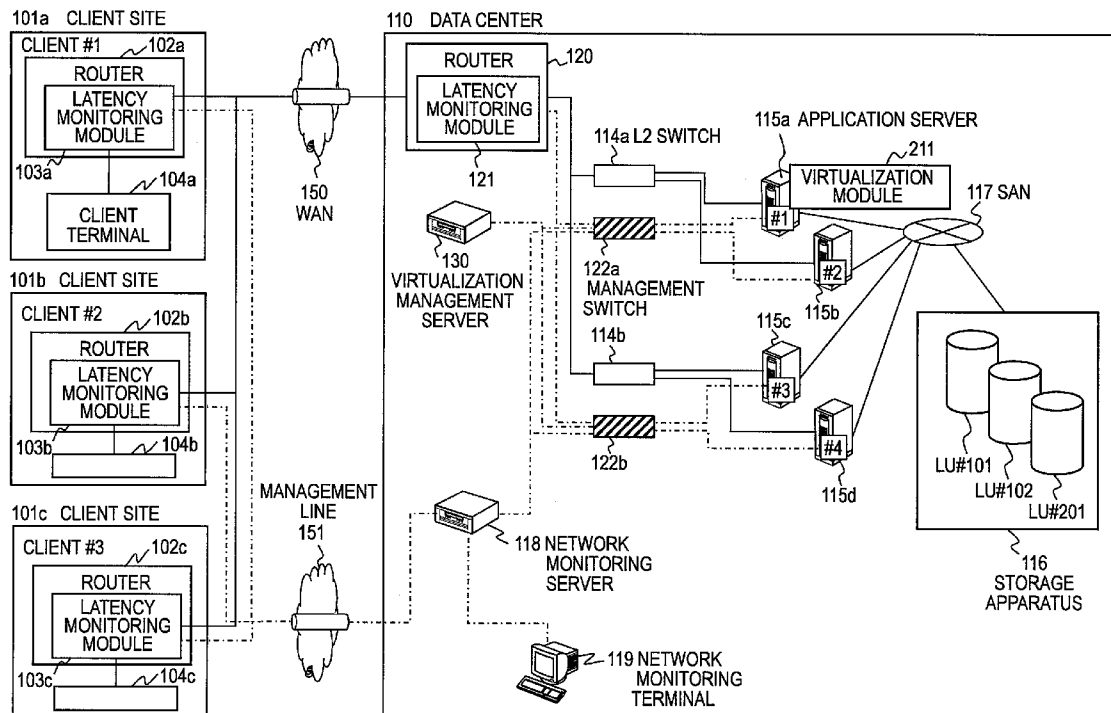 101a CLIENT SITE
CLIENT #1
102a
ROUTER
LATENCY
MONITORING
MODULE
103a
104a
CLIENT
TERMINAL
101b CLIENT SITE
CLIENT #2
102b
ROUTER
LATENCY
MONITORING
MODULE
103b
104b
101c CLIENT SITE
CLIENT #3
102c
ROUTER
LATENCY
MONITORING
MODULE
103c
104c
150
WAN
MANAGEMENT
LINE
151
110 DATA CENTER
ROUTER
120
LATENCY
MONITORING
MODULE
121
114a L2 SWITCH
115a APPLICATION SERVER
211
VIRTUALIZATION
MODULE
#1
117 SAN
130
VIRTUALIZATION
MANAGEMENT
SERVER
122a
MANAGEMENT
SWITCH
#2
115b
114b
115c
#3
122b
#4
115d
LU#101
LU#102
LU#201
116
STORAGE
APPARATUS
118 NETWORK
MONITORING
SERVER
119 NETWORK
MONITORING
TERMINAL